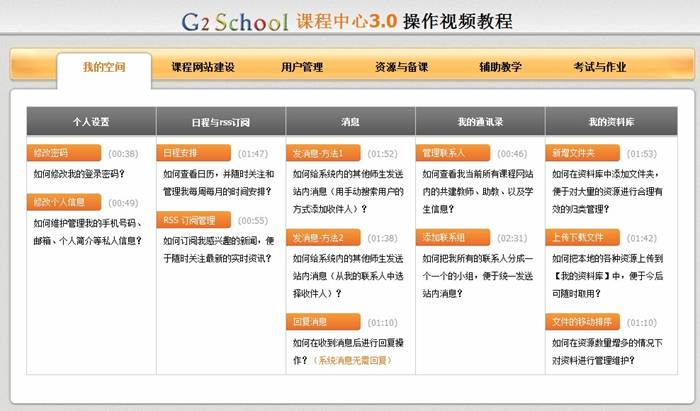 G2 School 课程中心3.0 操作视频教程
我的空间 课程网站建设 用户管理 资源与备课 辅助教学 考试与作业
个人设置 日程与rss订阅 消息 我的通讯录 我的资料库
修改密码 (00:38)
如何修改我的登录密码？
修改个人信息 (00:49)
如何维护管理我的手机号码、
邮箱、个人简介等私人信息？
日程安排 (01:47)
如何查看日历，并随时关注和
管理我每周每月的时间安排？
RSS 订阅管理 (00:55)
如何订阅我感兴趣的新闻，便
于随时关注最新的实时资讯？
发消息-方法1 (01:52)
如何给系统内的其他师生发送
站内消息（用手动搜索用户的
方式添加收件人）？
发消息-方法2 (01:38)
如何给系统内的其他师生发送
站内消息（从我的联系人中选
择收件人）？
回复消息 (01:10)
如何在收到消息后进行回复操
作？（系统消息无需回复）
管理联系人 (00:46)
如何查看我当前所有课程网站
内的共建教师、助教、以及学
生信息？
添加联系组 (02:31)
如何把我所有的联系人分成一
个一个的小组，便于统一发送
站内消息？
新增文件夹 (01:53)
如何在资料库中添加文件夹，
便于对大量的资源进行合理有
效的归类管理？
上传下载文件 (01:42)
如何把本地的各种资源上传到
【我的资料库】中，便于今后
可随时取用？
文件的移动排序 (01:10)
如何在资源数量增多的情况下
对资料进行管理维护？